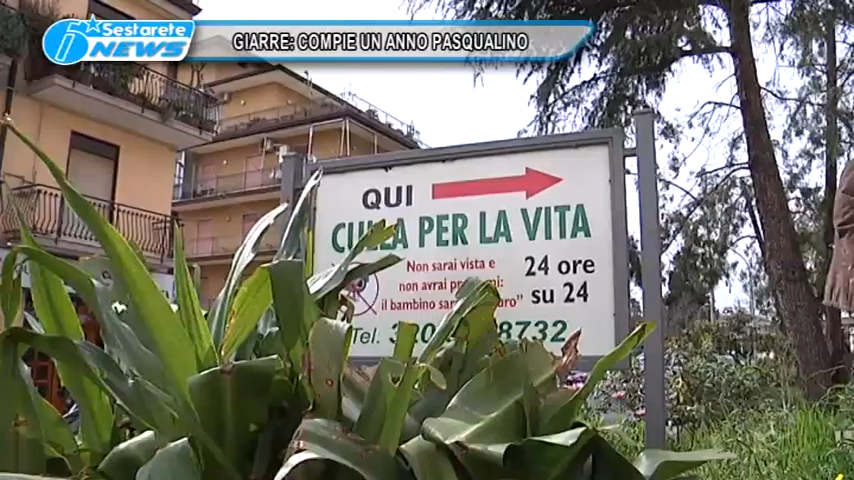 Sestarete
6 NEWS
GIARRE: COMPIE UN ANNO PASQUALINO
QUI
CULLA PER LA VITA
Non sarai vista e
non avrai
il bambino
24 ore
su 24
Tel. 8732